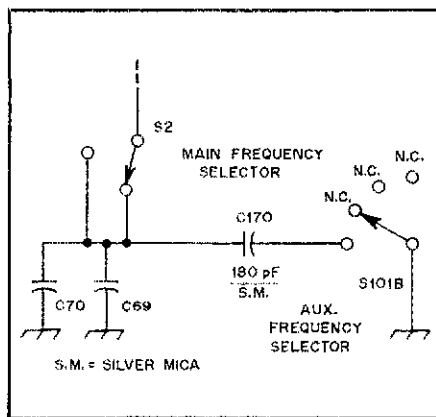 S2
MAIN FREQUENCY
SELECTOR
N.C.
N.C.
N.C.
C170
180 pF
S.M.
S101B
C70
C69
AUX.
FREQUENCY
SELECTOR
S.M. = SILVER MICA